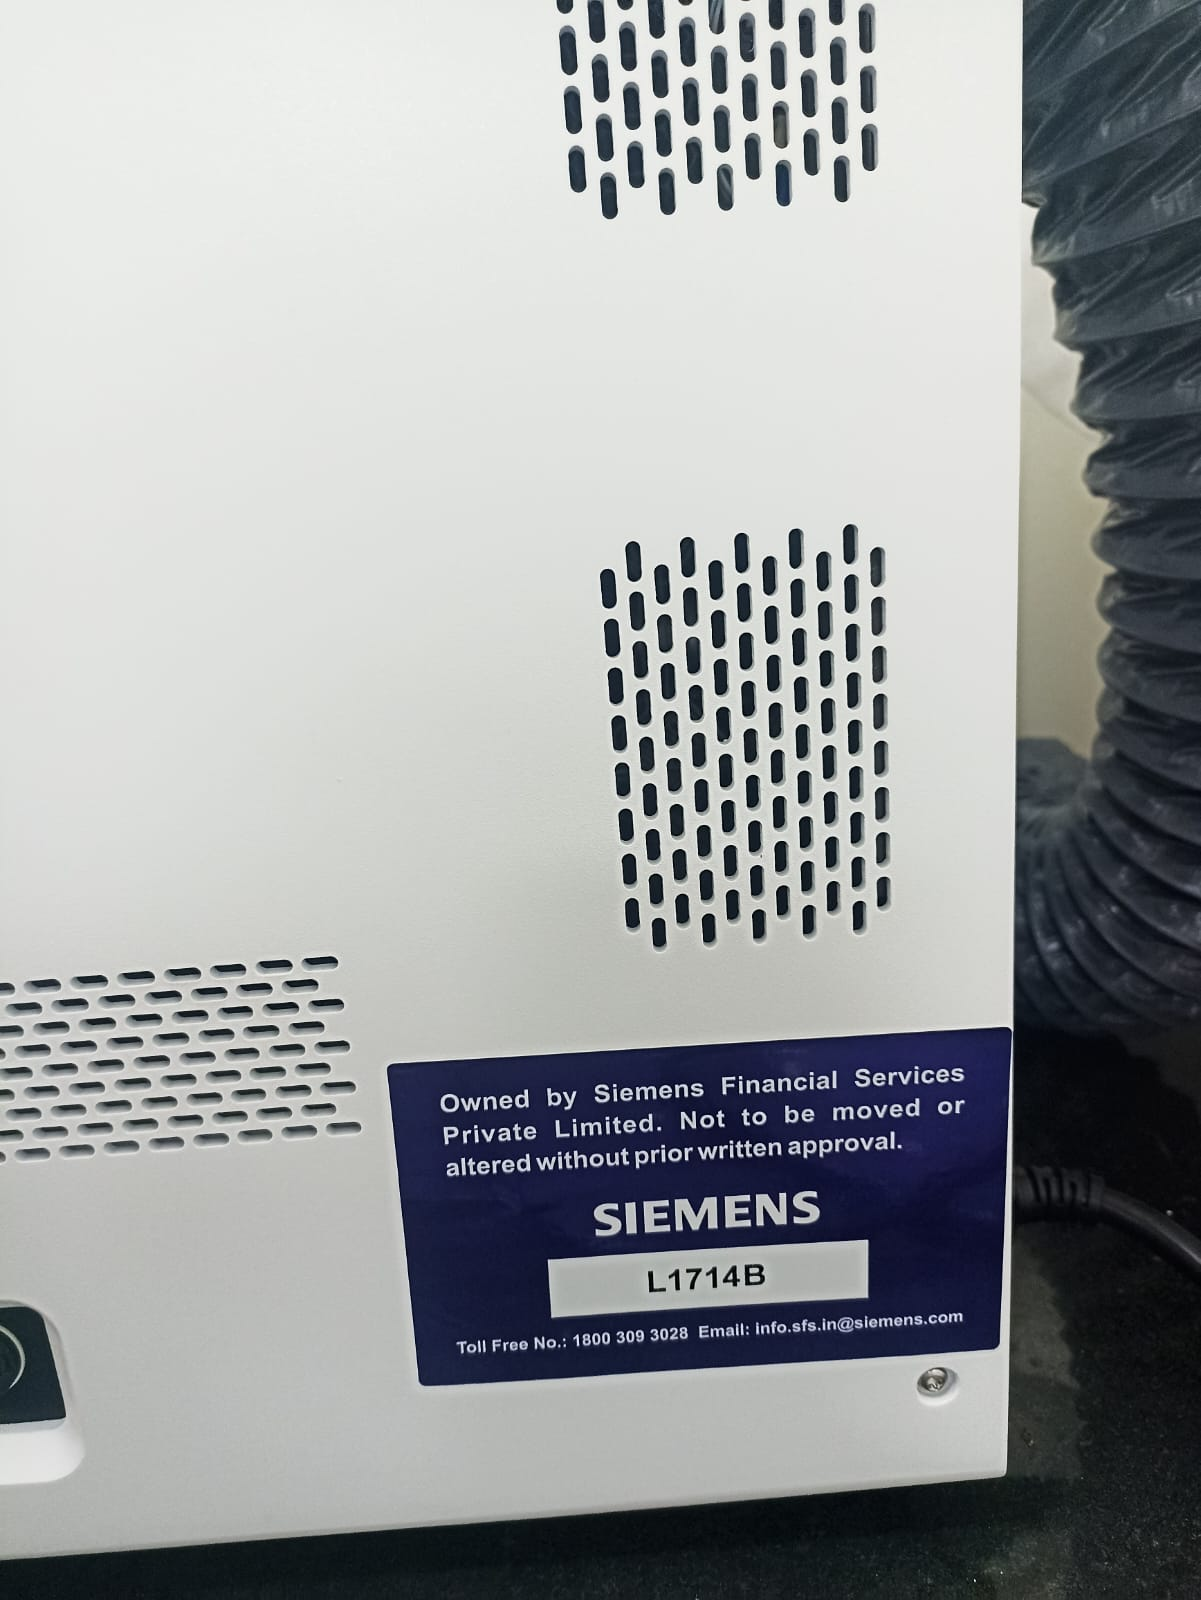 Owned by Siemens Financial Services
Private Limited. Not to be moved or
altered without prior written approval.
SIEMENS
L1714B
Toll Free No.: 1800 309 3028 Email: info.sfs.in@siemens.com